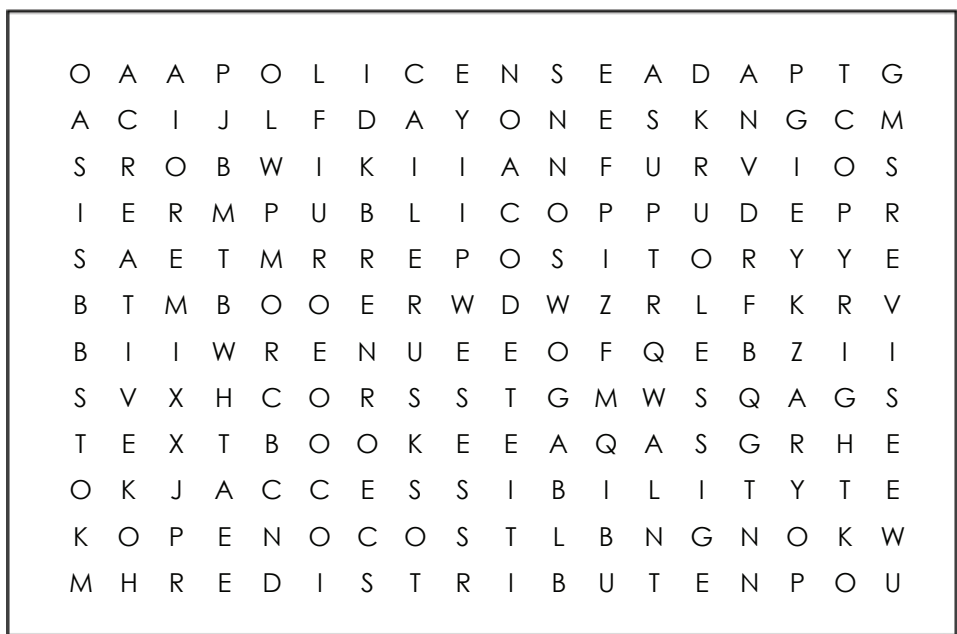 O A A P O L I C E N S E A D A P T G
A C I J L F D A Y O N E S K N G C M
S R O B W I K I I A N F U R V I O S
I E R M P U B L I C O P P U D E P R
S A E T M R R E P O S I T O R Y Y E
B T M B O O E R W D W Z R L F K R V
B I I W R E N U E E O F Q E B Z I I
S V X H C O R S S T G M W S Q A G S
T E X T B O O K E E A Q A S G R H E
O K J A C C E S S I B I L I T Y T E
K O P E N O C O S T L B N G N O K W
M H R E D I S T R I B U T E N P O U